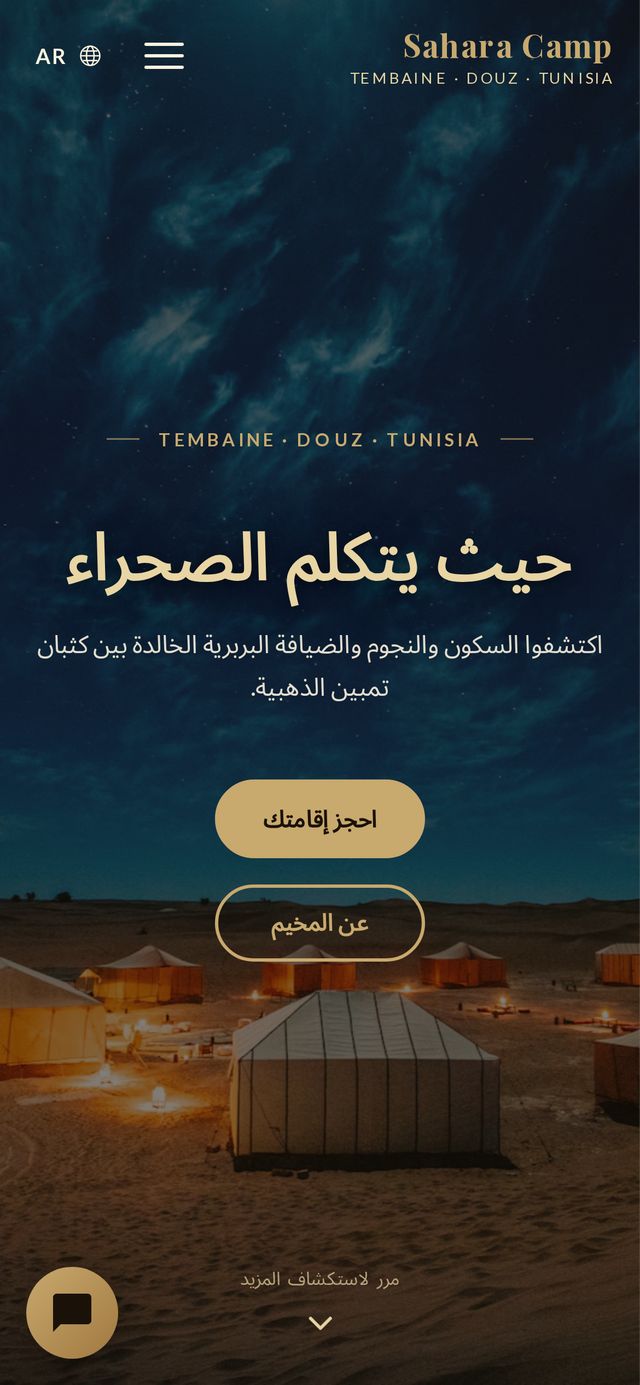 Sahara Camp
TEMBAINE · DOUZ · TUNISIA
AR
TEMBAINE · DOUZ · TUNISIA
حيث يتكلم الصحراء
اكتشفوا السكون والنجوم والضيافة البربرية الخالدة بين كثبان
تمبين الذهبية.
احجز إقامتك
عن المخيم
مرر لاستكشاف المزيد